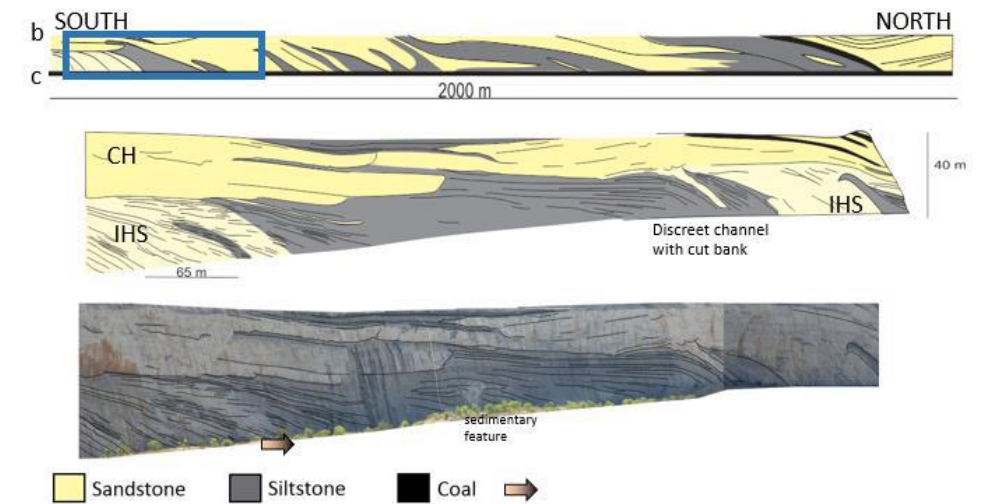 SOUTH
NORTH
b
c
2000 m
CH
40 m
IHS
IHS
Discreet channel
with cut bank
65 m
sedimentary
feature
Sandstone
Siltstone
Coal